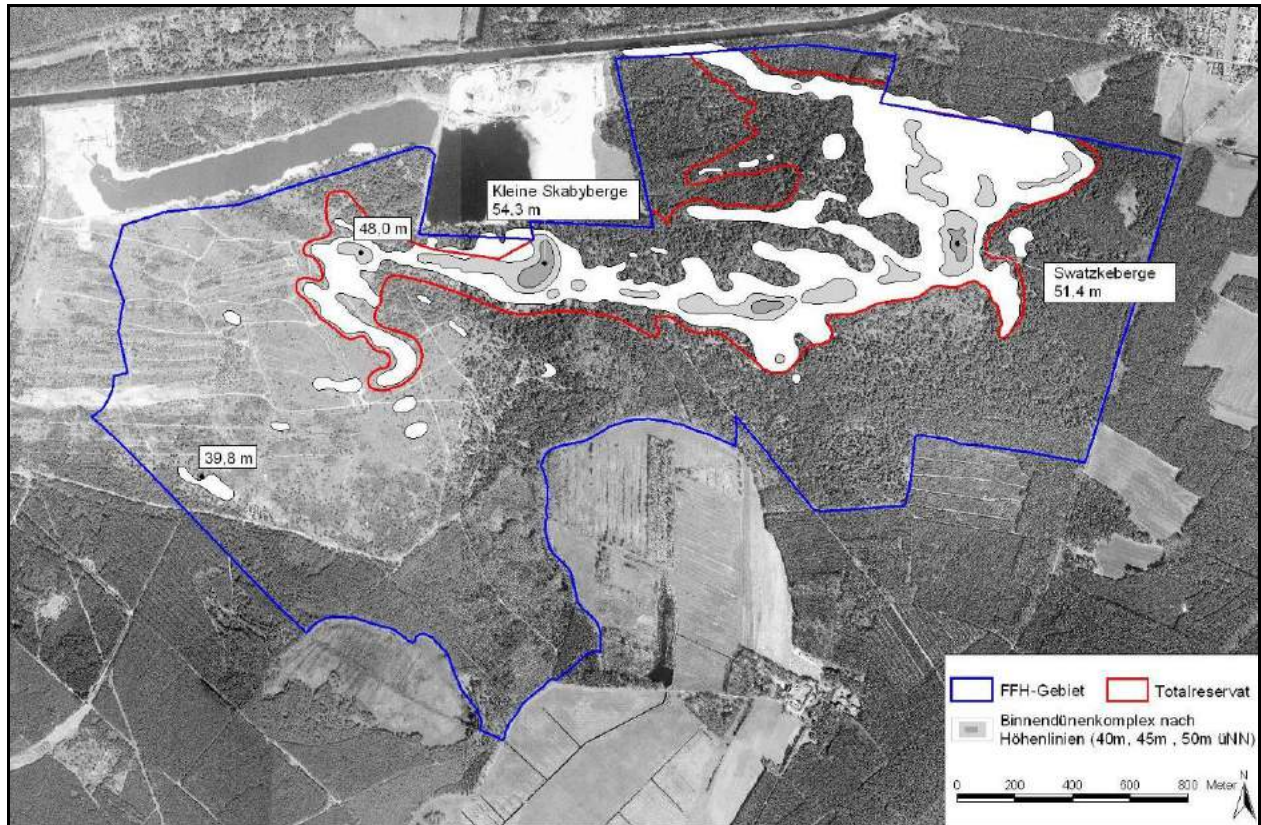 Kleine Skabyberge
54,3 m
48,0 m
Swatzkeberge
51,4 m
39,8 m
FFH-Gebiet
Totalreservat
Binnendünenkomplex nach
Höhenlinien (40m, 45m , 50m üNN)
0 200 400 600 800 Meter
N